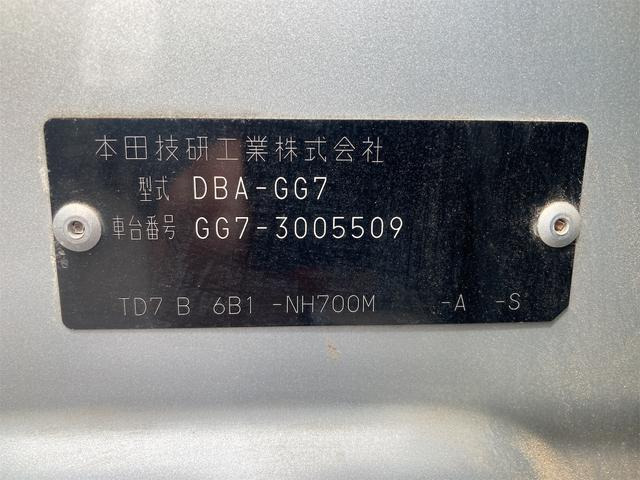 本田技研工業株式会社
型式 DBA-GG7
車台番号 GG7-3005509
TD7 B 6B1 -NH700M -A -S